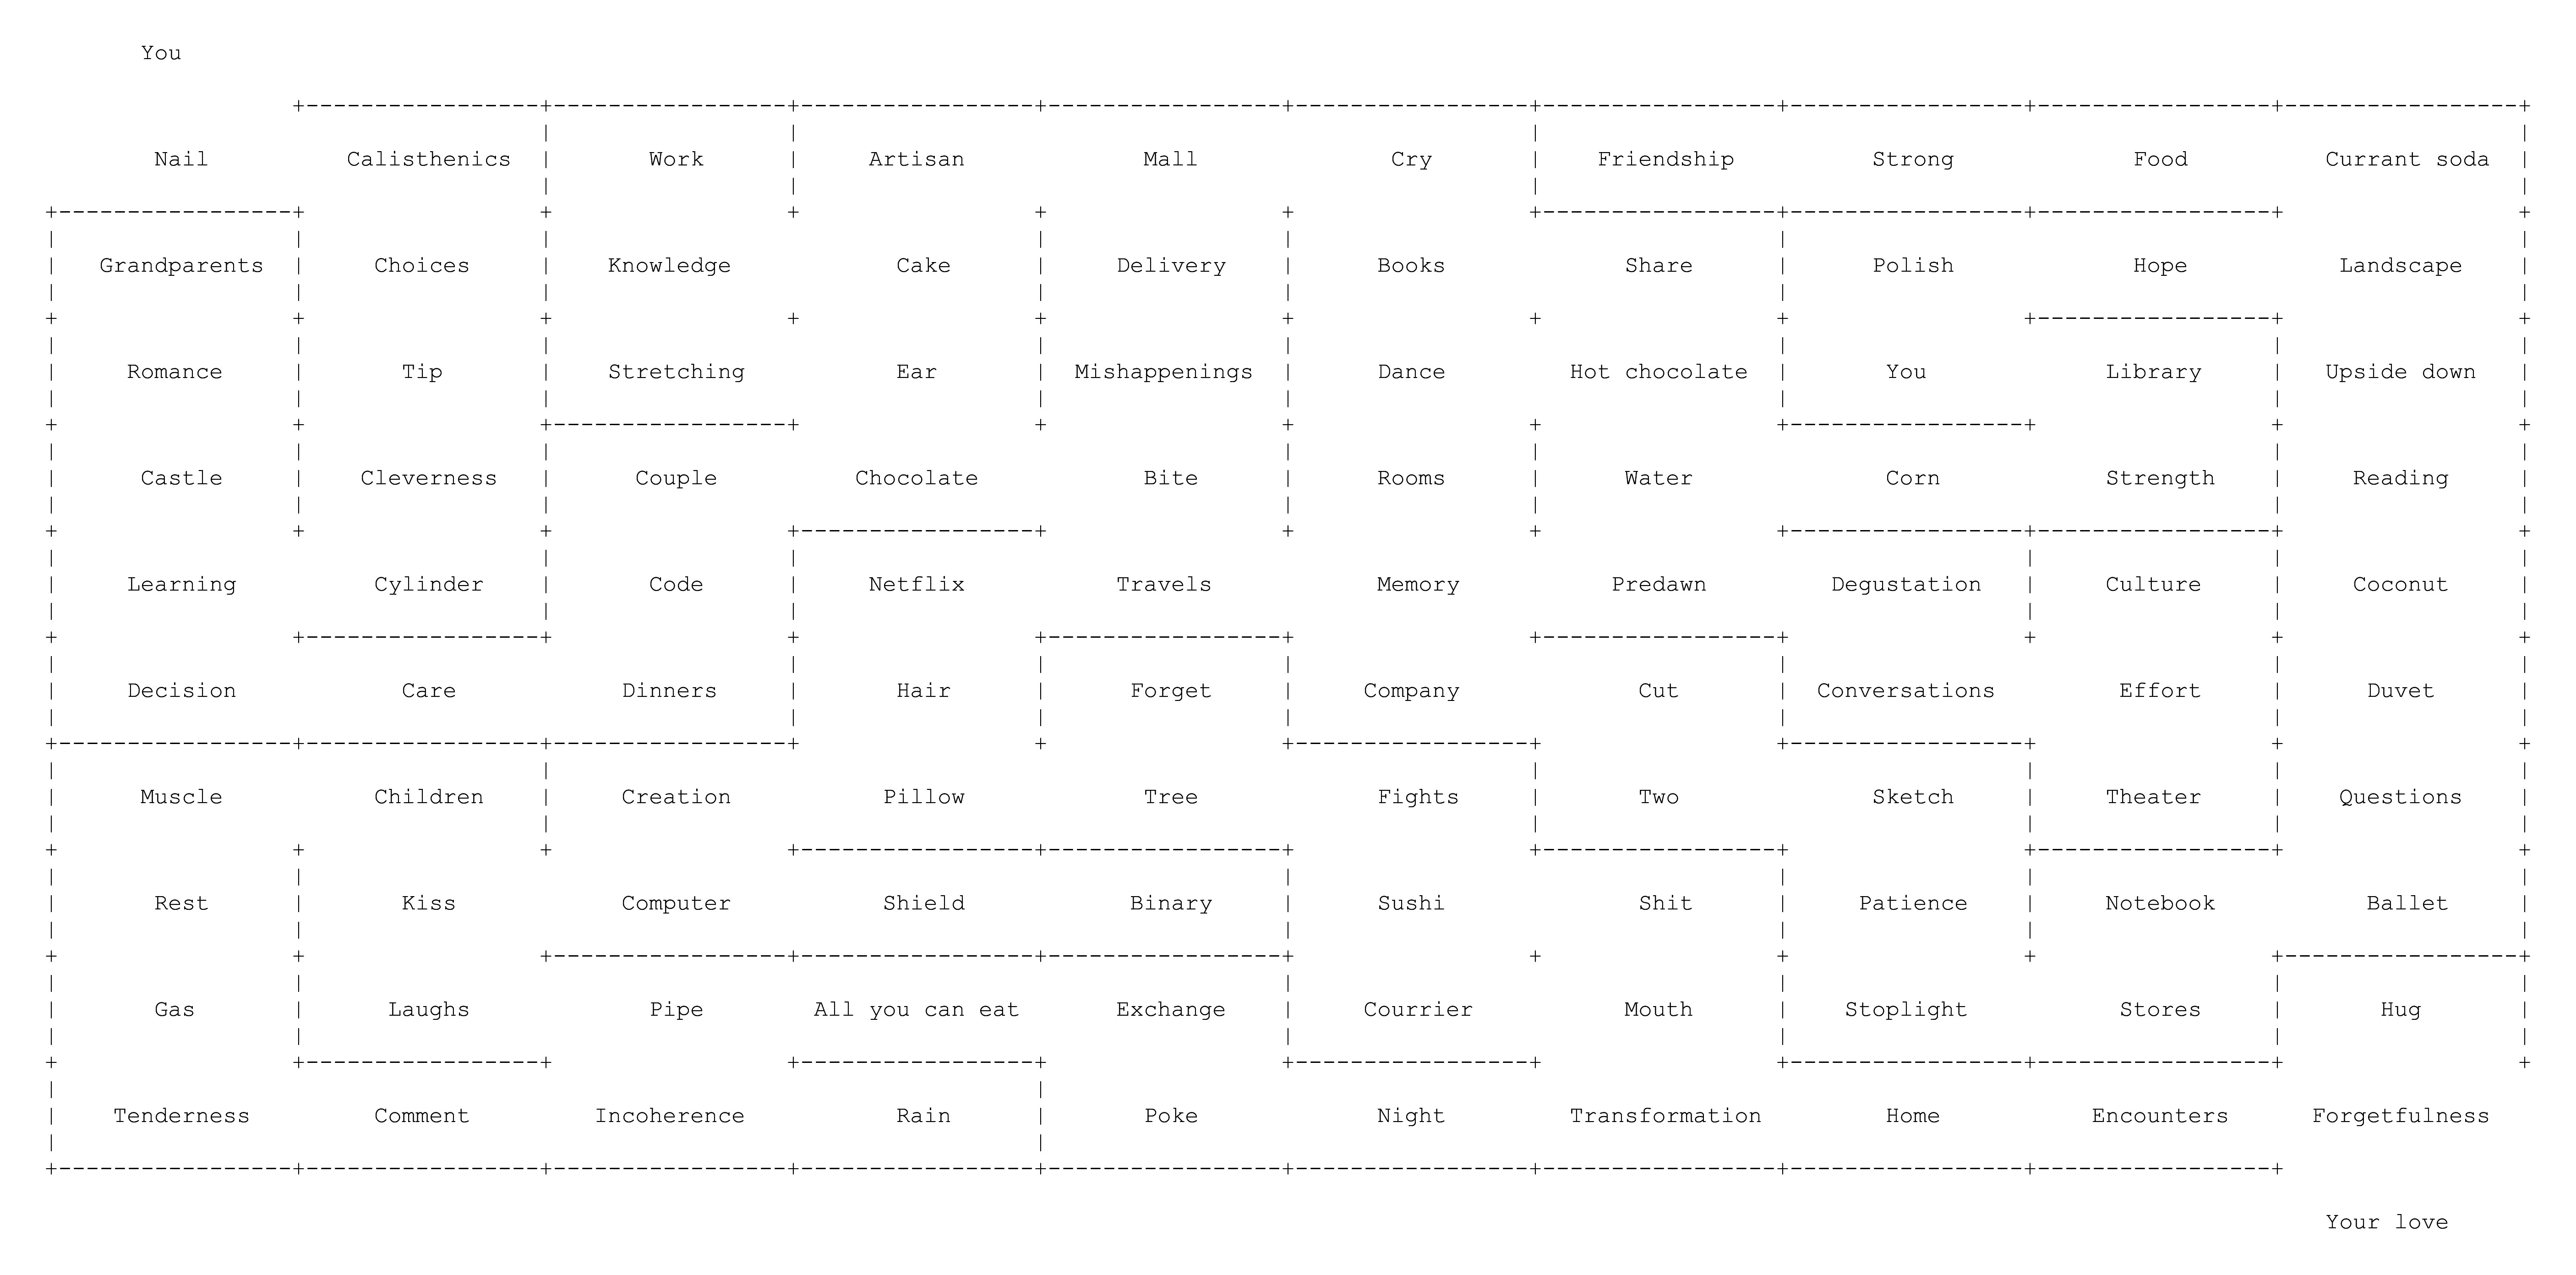 You
Nail Calisthenics Work Artisan Mall Cry Friendship Strong Food Currant soda
Grandparents Choices Knowledge Cake Delivery Books Share Polish Hope Landscape
Romance Tip Stretching Ear Mishappenings Dance Hot chocolate You Library Upside down
Castle Cleverness Couple Chocolate Bite Rooms Water Corn Strength Reading
Learning Cylinder Code Netflix Travels Memory Predawn Degustation Culture Coconut
Decision Care Dinners Hair Forget Company Cut Conversations Effort Duvet
Muscle Children Creation Pillow Tree Fights Two Sketch Theater Questions
Rest Kiss Computer Shield Binary Sushi Shit Patience Notebook Ballet
Gas Laughs Pipe All you can eat Exchange Courrier Mouth Stoplight Stores Hug
Tenderness Comment Incoherence Rain Poke Night Transformation Home Encounters Forgetfulness
Your love